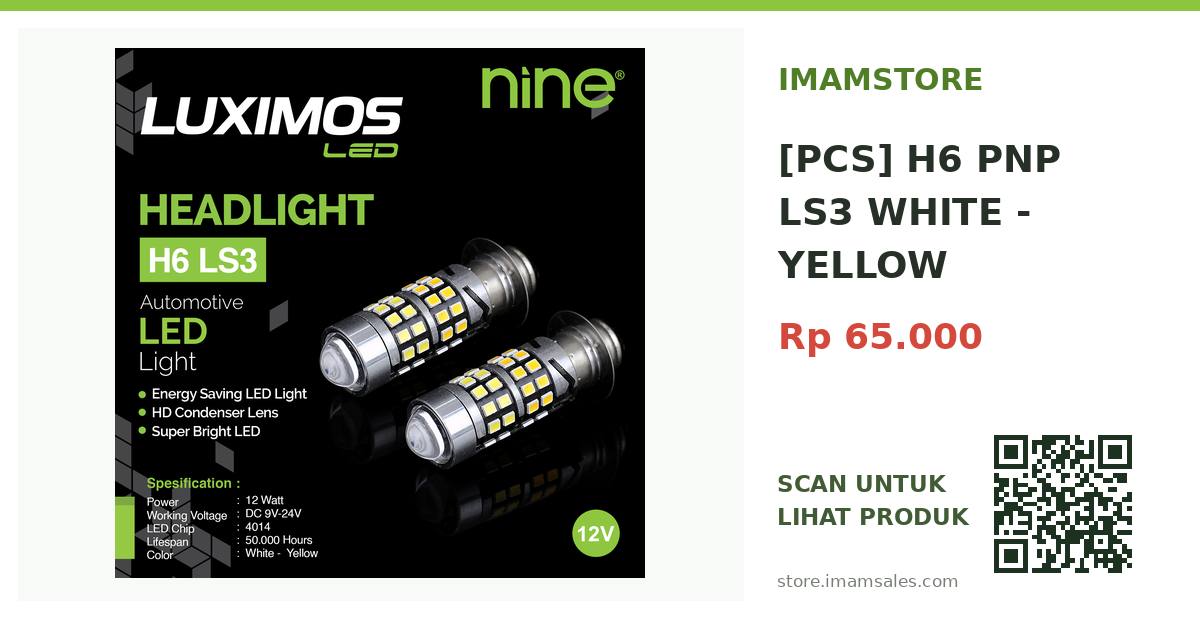 nine®
LUXIMOS
LED
HEADLIGHT
H6 LS3
Automotive
LED
Light
Energy Saving LED Light
HD Condenser Lens
Super Bright LED
Spesification :
Power : 12 Watt
Working Voltage : DC 9V-24V
LED Chip : 4014
Lifespan : 50.000 Hours
Color : White - Yellow
12V
IMAMSTORE
[PCS] H6 PNP
LS3 WHITE -
YELLOW
Rp 65.000
SCAN UNTUK
LIHAT PRODUK
store.imamsales.com